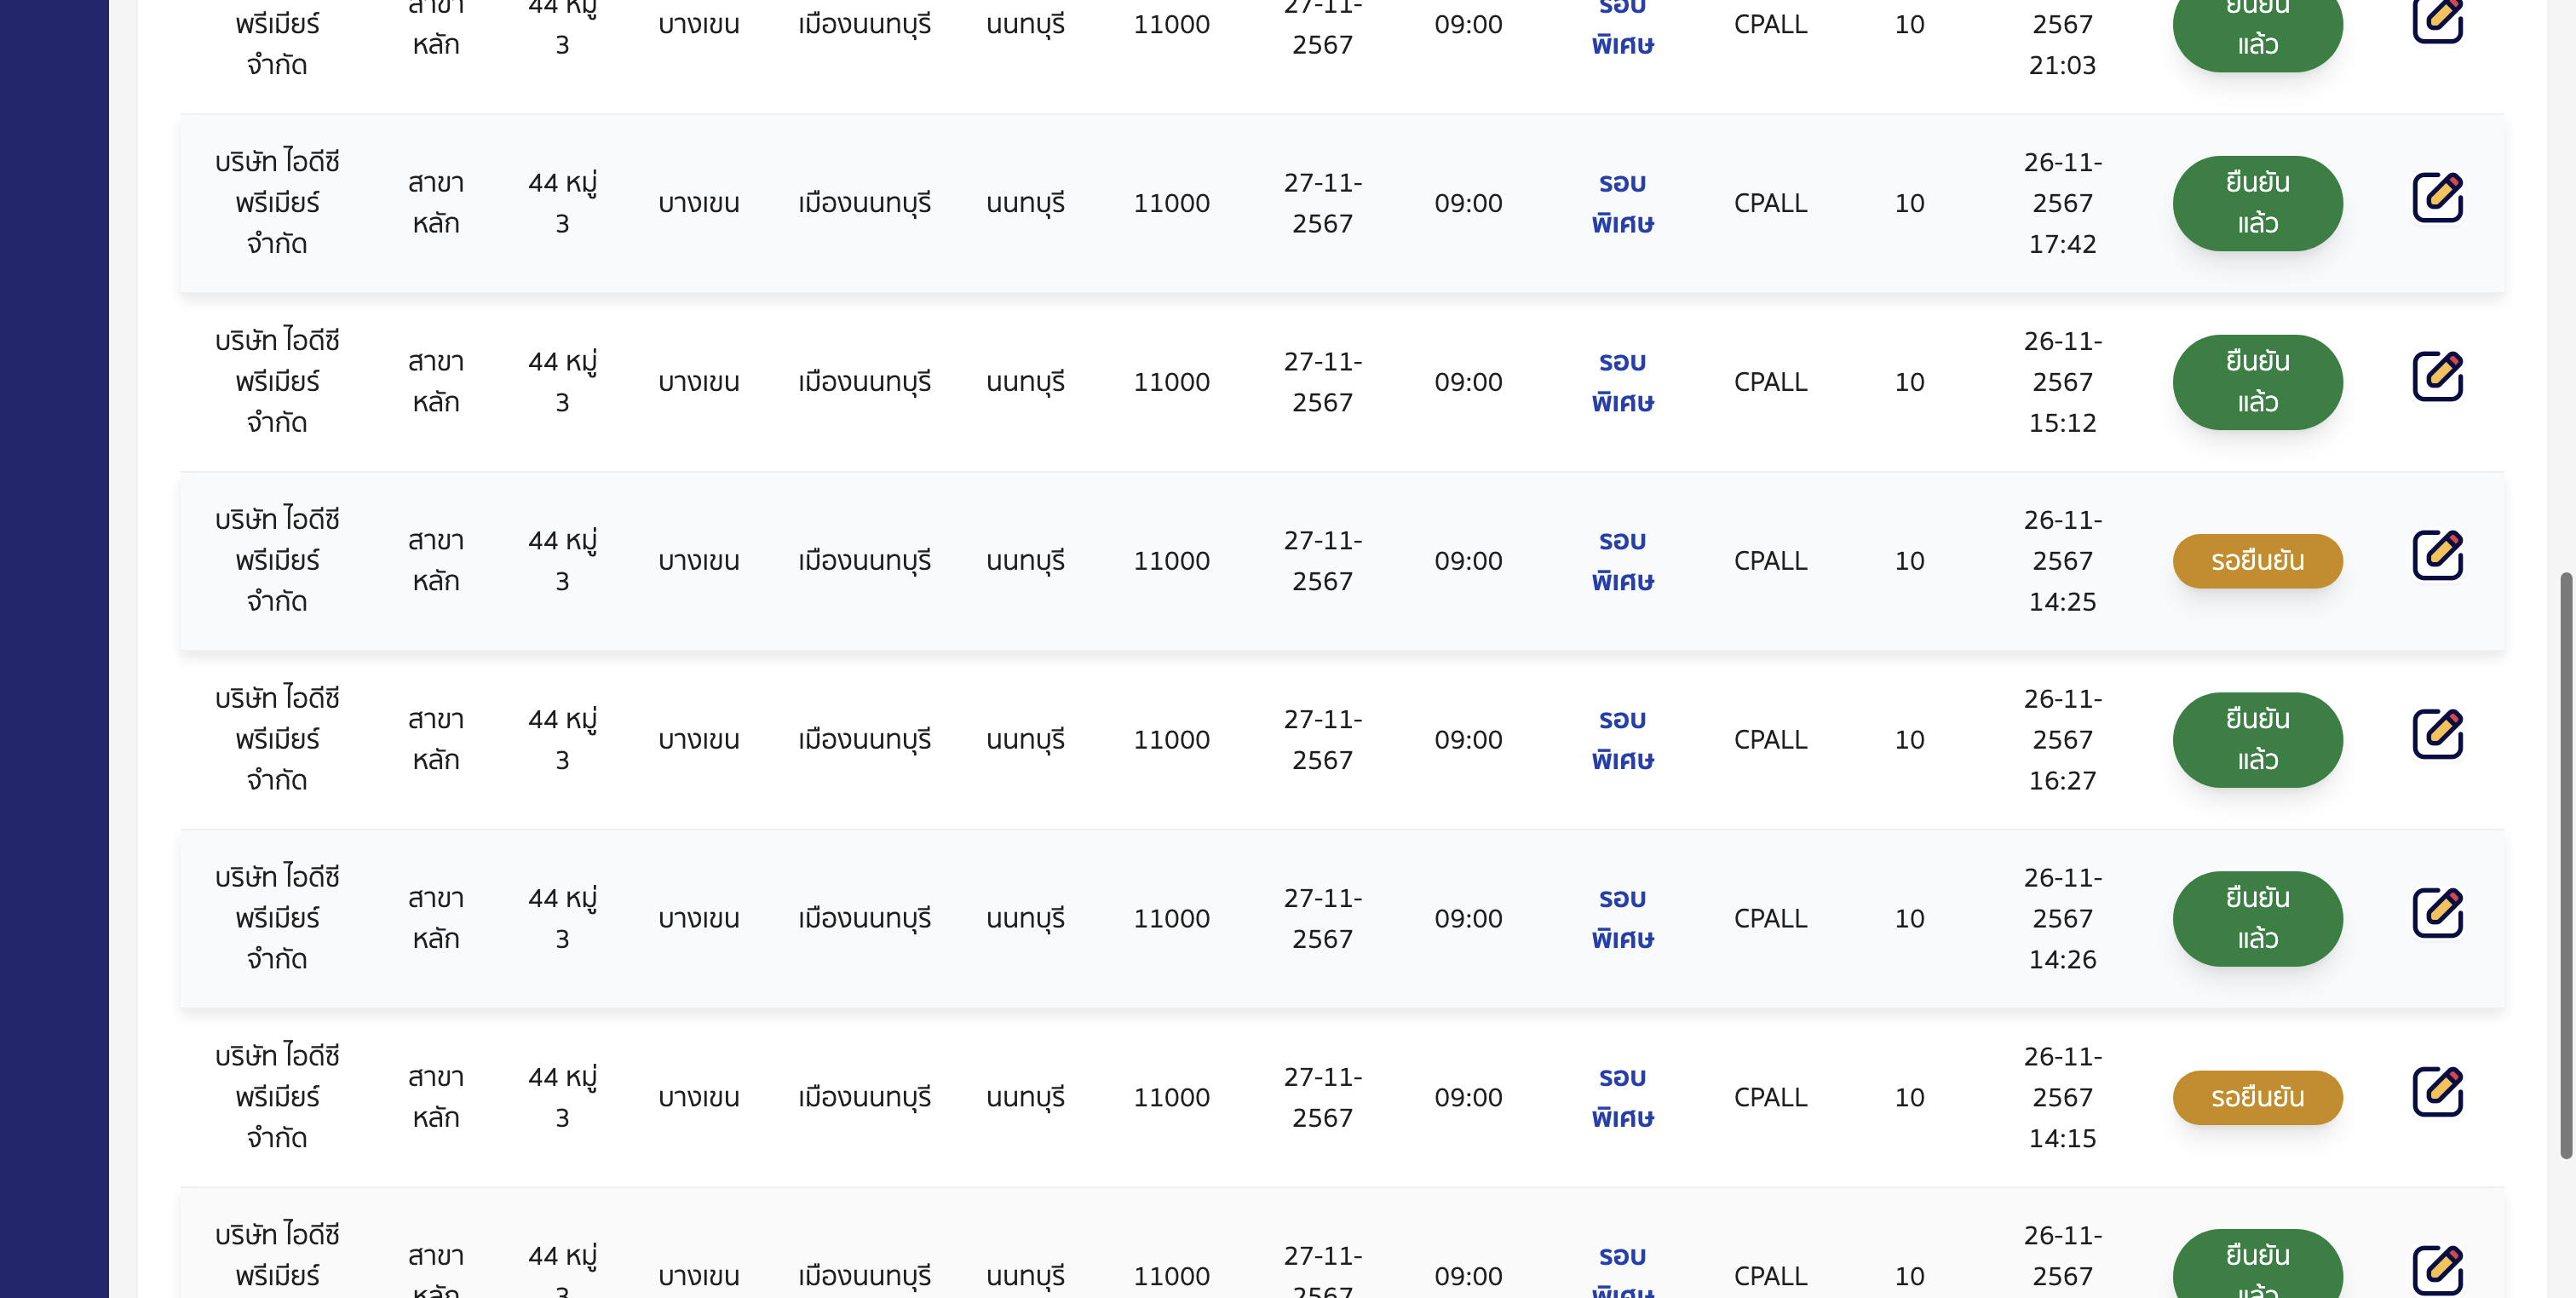 พรีเมียร์ จำกัด สาขา หลัก 44 หมู่ 3 บางเขน เมืองนนทบุรี นนทบุรี 11000 27-11-2567 09:00 รอบ พิเศษ CPALL 10 2567 21:03 ยืนยัน แล้ว
บริษัท ไอดีซี พรีเมียร์ จำกัด สาขา หลัก 44 หมู่ 3 บางเขน เมืองนนทบุรี นนทบุรี 11000 27-11-2567 09:00 รอบ พิเศษ CPALL 10 26-11-2567 17:42 ยืนยัน แล้ว
บริษัท ไอดีซี พรีเมียร์ จำกัด สาขา หลัก 44 หมู่ 3 บางเขน เมืองนนทบุรี นนทบุรี 11000 27-11-2567 09:00 รอบ พิเศษ CPALL 10 26-11-2567 15:12 ยืนยัน แล้ว
บริษัท ไอดีซี พรีเมียร์ จำกัด สาขา หลัก 44 หมู่ 3 บางเขน เมืองนนทบุรี นนทบุรี 11000 27-11-2567 09:00 รอบ พิเศษ CPALL 10 26-11-2567 14:25 รอยืนยัน
บริษัท ไอดีซี พรีเมียร์ จำกัด สาขา หลัก 44 หมู่ 3 บางเขน เมืองนนทบุรี นนทบุรี 11000 27-11-2567 09:00 รอบ พิเศษ CPALL 10 26-11-2567 16:27 ยืนยัน แล้ว
บริษัท ไอดีซี พรีเมียร์ จำกัด สาขา หลัก 44 หมู่ 3 บางเขน เมืองนนทบุรี นนทบุรี 11000 27-11-2567 09:00 รอบ พิเศษ CPALL 10 26-11-2567 14:26 ยืนยัน แล้ว
บริษัท ไอดีซี พรีเมียร์ จำกัด สาขา หลัก 44 หมู่ 3 บางเขน เมืองนนทบุรี นนทบุรี 11000 27-11-2567 09:00 รอบ พิเศษ CPALL 10 26-11-2567 14:15 รอยืนยัน
บริษัท ไอดีซี พรีเมียร์ สาขา หลัก 44 หมู่ 3 บางเขน เมืองนนทบุรี นนทบุรี 11000 27-11-2567 09:00 รอบ พิเศษ CPALL 10 26-11-2567 ยืนยัน แล้ว